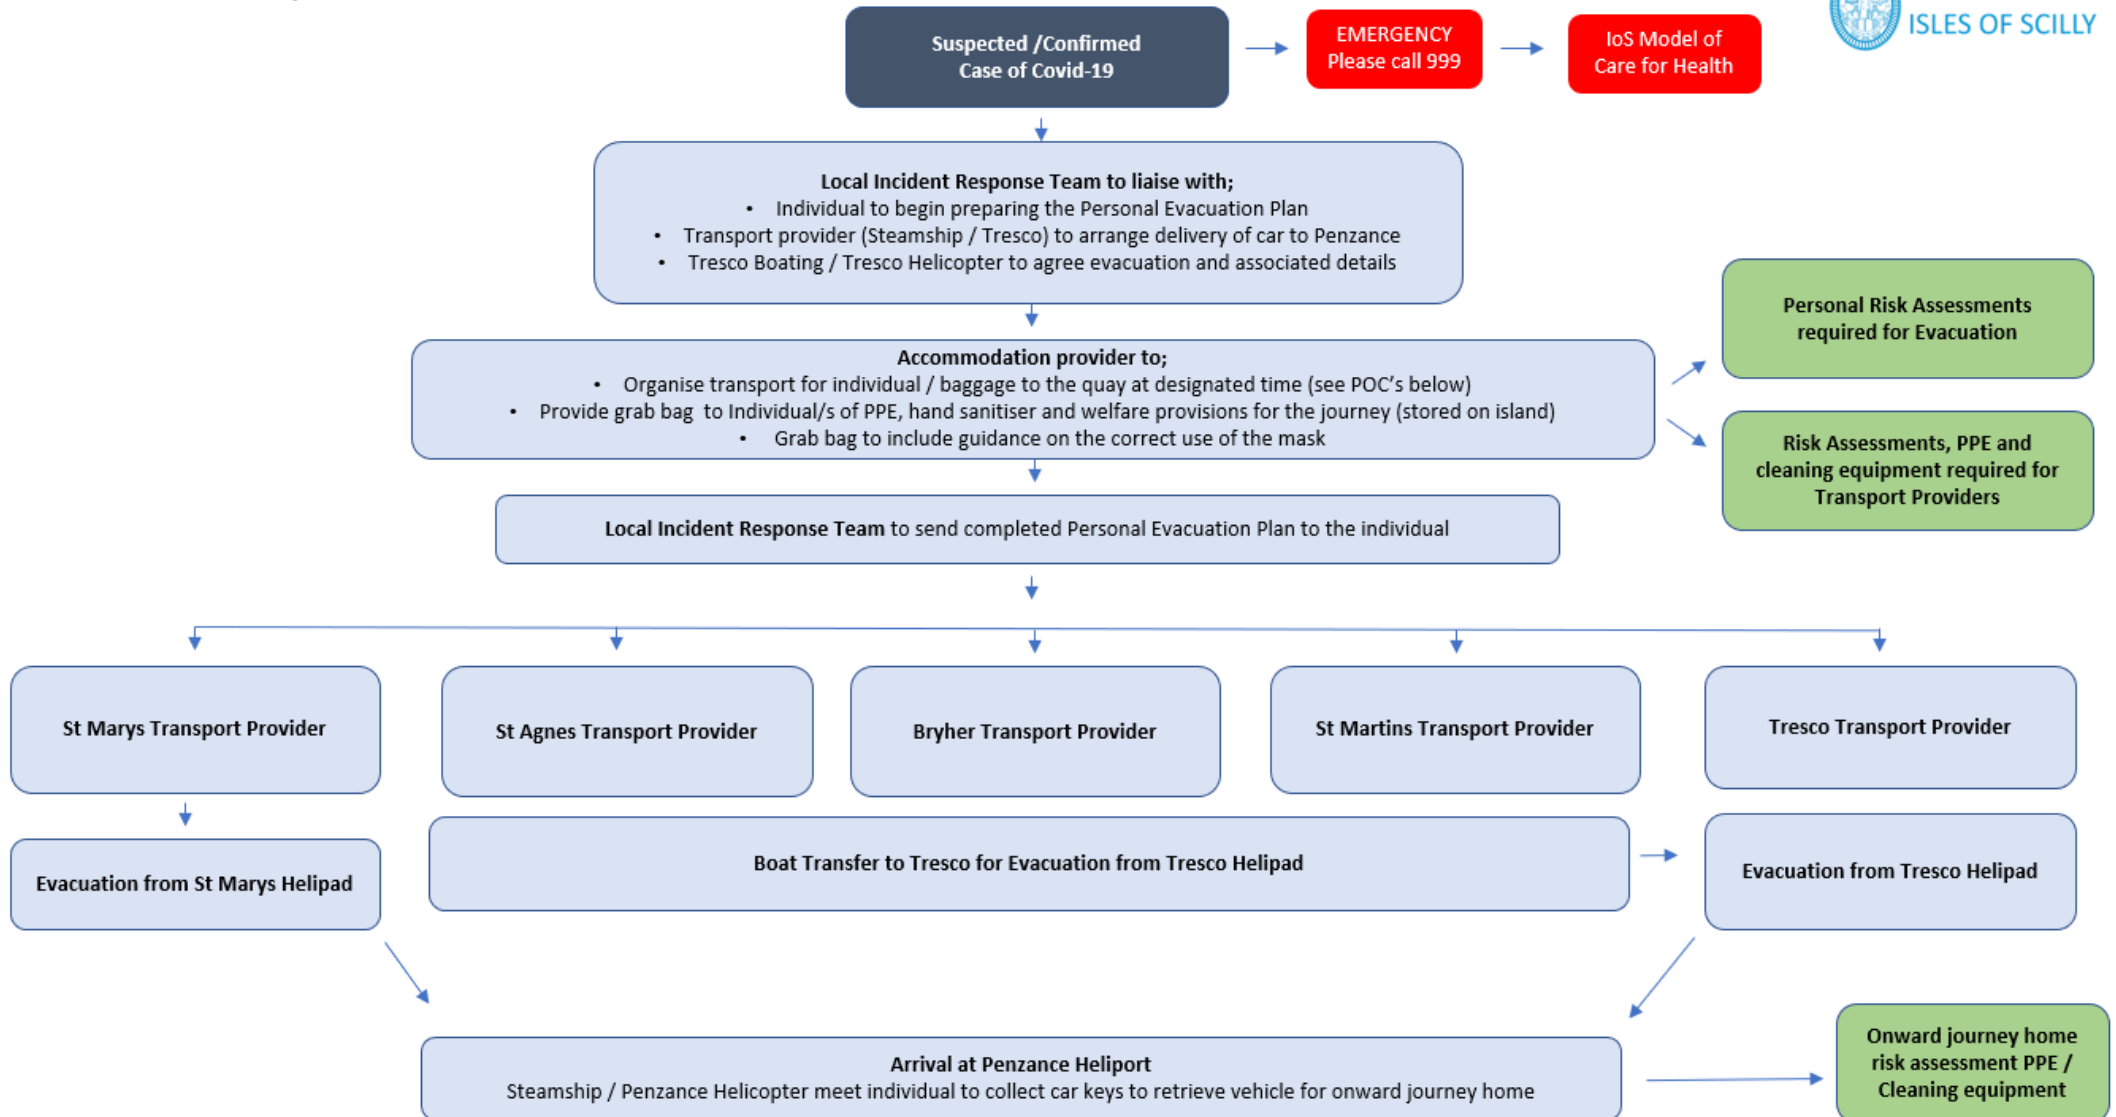 Suspected /Confirmed
Case of Covid-19
EMERGENCY
Please call 999
IoS Model of
Care for Health
ISLES OF SCILLY
Local Incident Response Team to liaise with;
• Individual to begin preparing the Personal Evacuation Plan
• Transport provider (Steamship / Tresco) to arrange delivery of car to Penzance
• Tresco Boating / Tresco Helicopter to agree evacuation and associated details
Personal Risk Assessments
required for Evacuation
Accommodation provider to;
• Organise transport for individual / baggage to the quay at designated time (see POC's below)
• Provide grab bag to Individual/s of PPE, hand sanitiser and welfare provisions for the journey (stored on island)
• Grab bag to include guidance on the correct use of the mask
Risk Assessments, PPE and
cleaning equipment required for
Transport Providers
Local Incident Response Team to send completed Personal Evacuation Plan to the individual
St Marys Transport Provider
St Agnes Transport Provider
Bryher Transport Provider
St Martins Transport Provider
Tresco Transport Provider
Evacuation from St Marys Helipad
Boat Transfer to Tresco for Evacuation from Tresco Helipad
Evacuation from Tresco Helipad
Arrival at Penzance Heliport
Steamship / Penzance Helicopter meet individual to collect car keys to retrieve vehicle for onward journey home
Onward journey home
risk assessment PPE /
Cleaning equipment